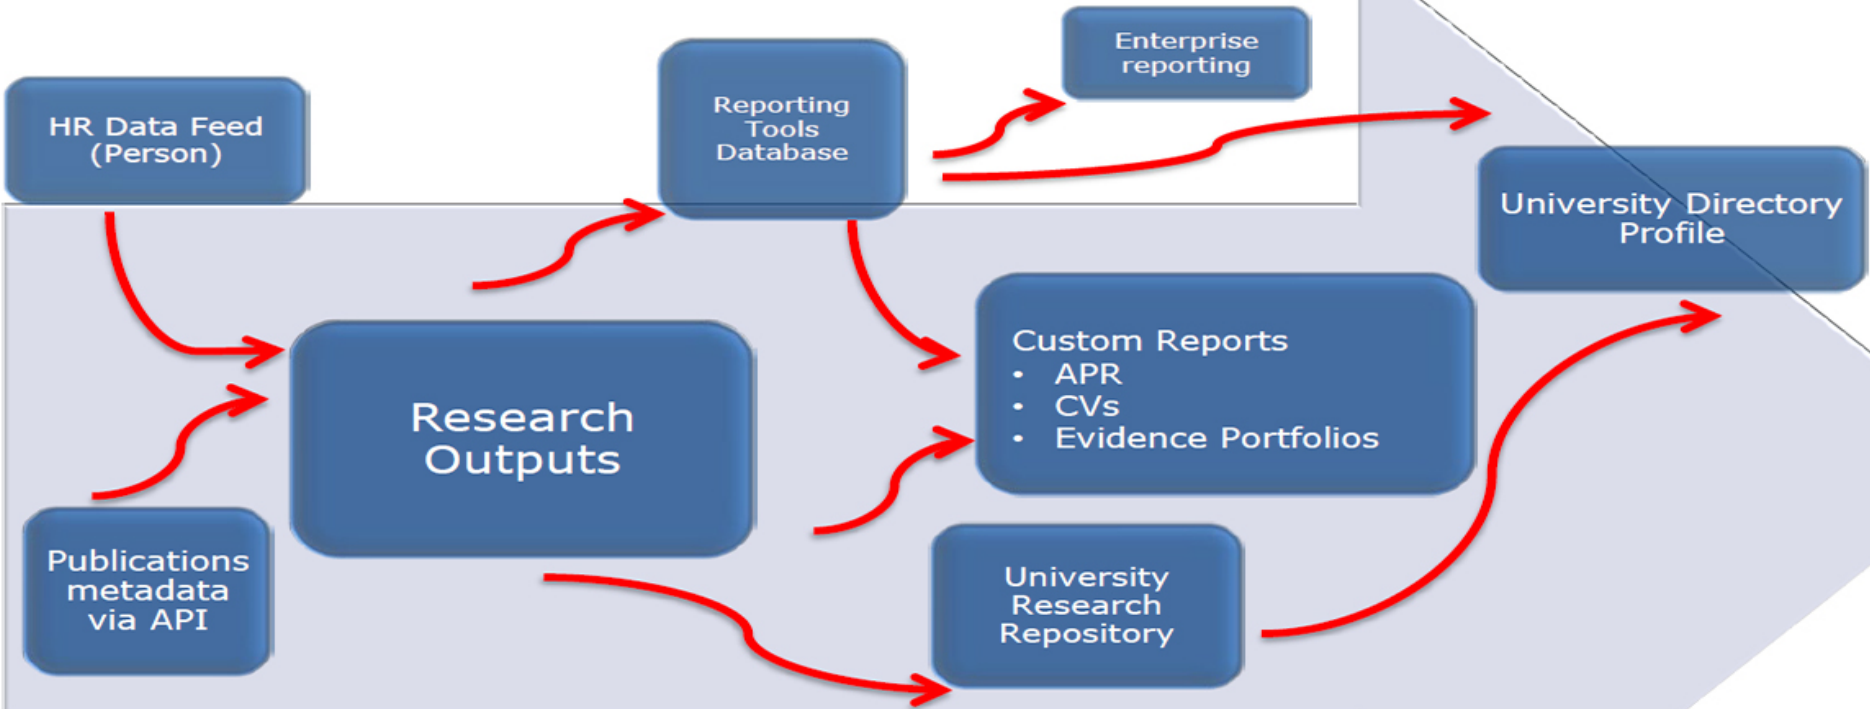 HR Data Feed
(Person)
Reporting
Tools
Database
Enterprise
reporting
University Directory
Profile
Research
Outputs
Custom Reports
• APR
• CVs
• Evidence Portfolios
Publications
metadata
via API
University
Research
Repository